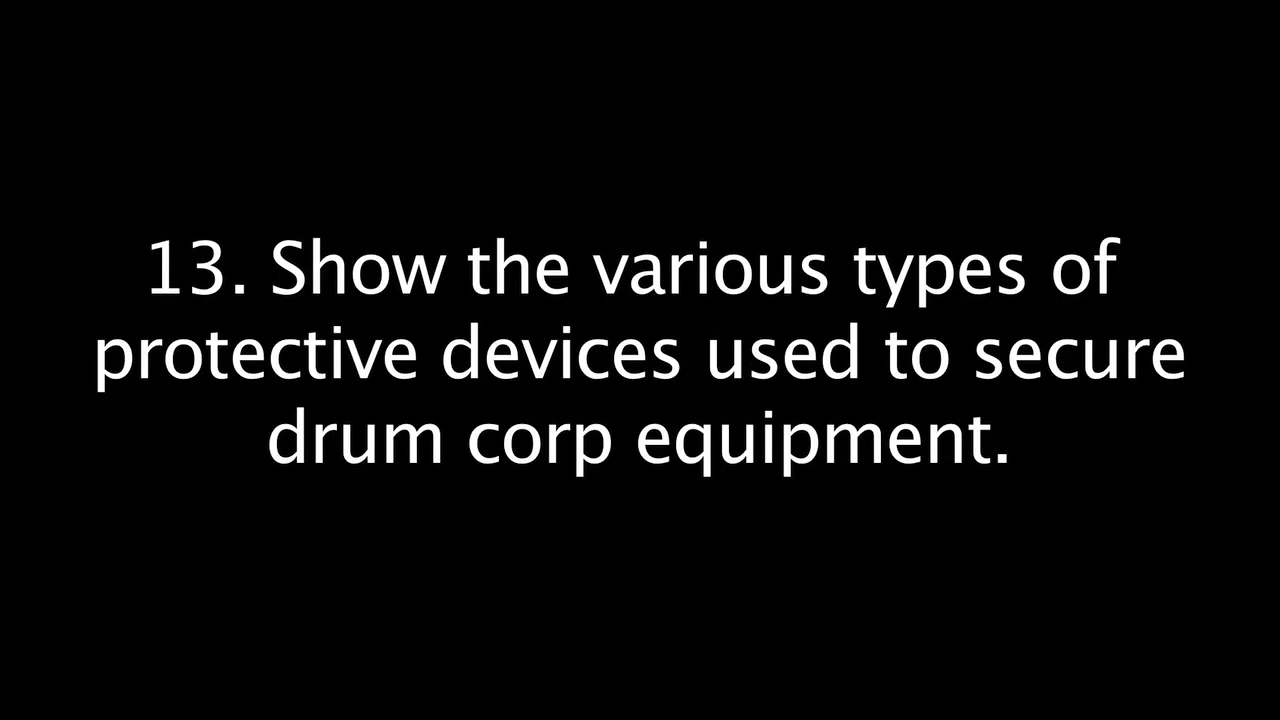 13. Show the various types of
protective devices used to secure
drum corp equipment.